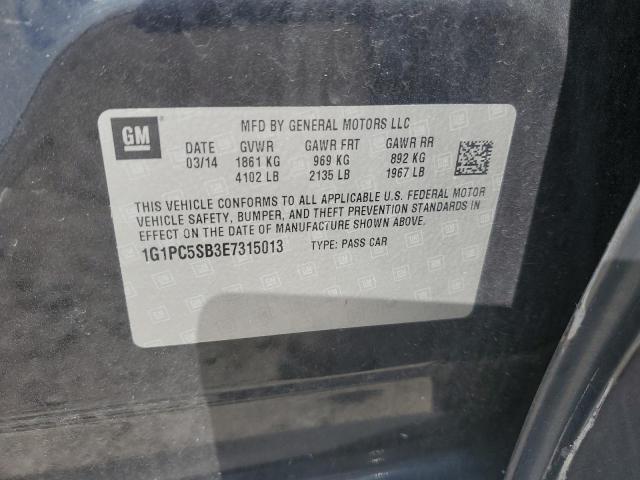 GM
MFD BY GENERAL MOTORS LLC
DATE GVWR GAWR FRT GAWR RR
03/14 1861 KG 969 KG 892 KG
4102 LB 2135 LB 1967 LB
THIS VEHICLE CONFORMS TO ALL APPLICABLE U.S. FEDERAL MOTOR
VEHICLE SAFETY, BUMPER, AND THEFT PREVENTION STANDARDS IN
EFFECT ON THE DATE OF MANUFACTURE SHOWN ABOVE.
1G1PC5SB3E7315013 TYPE: PASS CAR